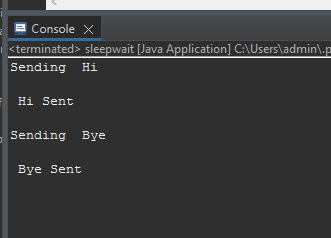 Console
<terminated> sleepwait [Java Application] C:\Users\admin\.p
Sending  Hi
Hi Sent
Sending  Bye
Bye Sent